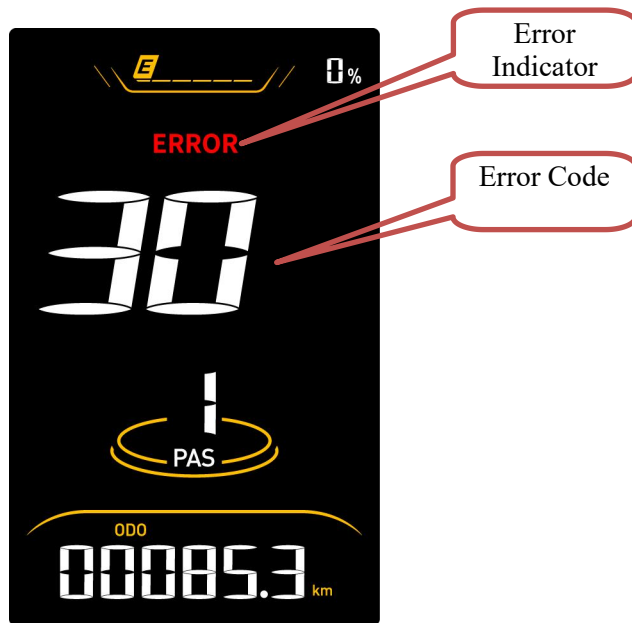 Error
Indicator
E
0%
ERROR
Error Code
30
1
PAS
ODO
00085.3 km